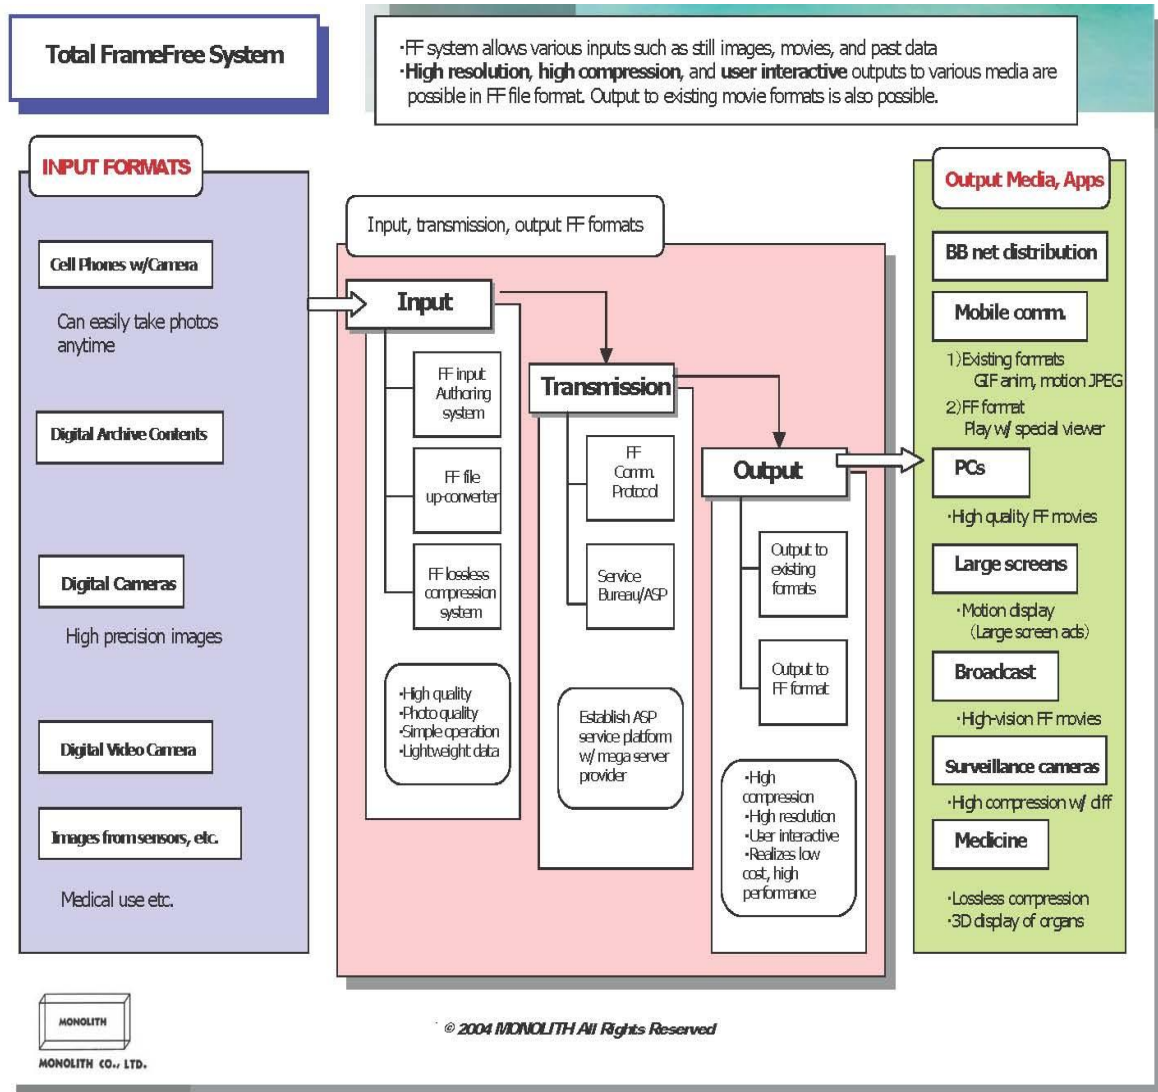 Total FrameFree System
・FF system allows various inputs such as still images, movies, and past data
・High resolution, high compression, and user interactive outputs to various media are
possible in FF file format. Output to existing movie formats is also possible.
INPUT FORMATS
Cell Phones w/Camera
Can easily take photos
anytime
Digital Archive Contents
Digital Cameras
High precision images
Digital Video Camera
Images from sensors, etc.
Medical use etc.
Input, transmission, output FF formats
Input
FF input
Authoring
system
FF file
up-converter
FF lossless
compression
system
・High quality
・Photo quality
・Simple operation
・Lightweight data
Transmission
FF
Comm.
Protocol
Service
Bureau/ASP
Establish ASP
service platform
w/ mega server
provider
Output
Output to
existing
formats
Output to
FF format
・High
compression
・High resolution
・User interactive
・Realizes low
cost, high
performance
Output Media, Apps
BB net distribution
Mobile comm.
1)Existing formats
GIF anim, motion JPEG
2)FF format
Play w/ special viewer
PCs
・High quality FF movies
Large screens
・Motion display
(Large screen ads)
Broadcast
・High-vision FF movies
Surveillance cameras
・High compression w/ diff
Medicine
・Lossless compression
・3D display of organs
MONOLITH
MONOLITH CO., LTD.
© 2004 MONOLITH All Rights Reserved